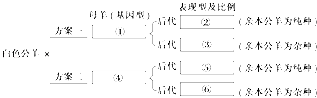 母羊(基因型)
表现型及比例
方案一
(1)
后代
(2)
(亲本公羊为纯种)
后代
(3)
(亲本公羊为杂种)
白色公羊 ×
方案二
(4)
后代
(5)
(亲本公羊为纯种)
后代
(6)
(亲本公羊为杂种)